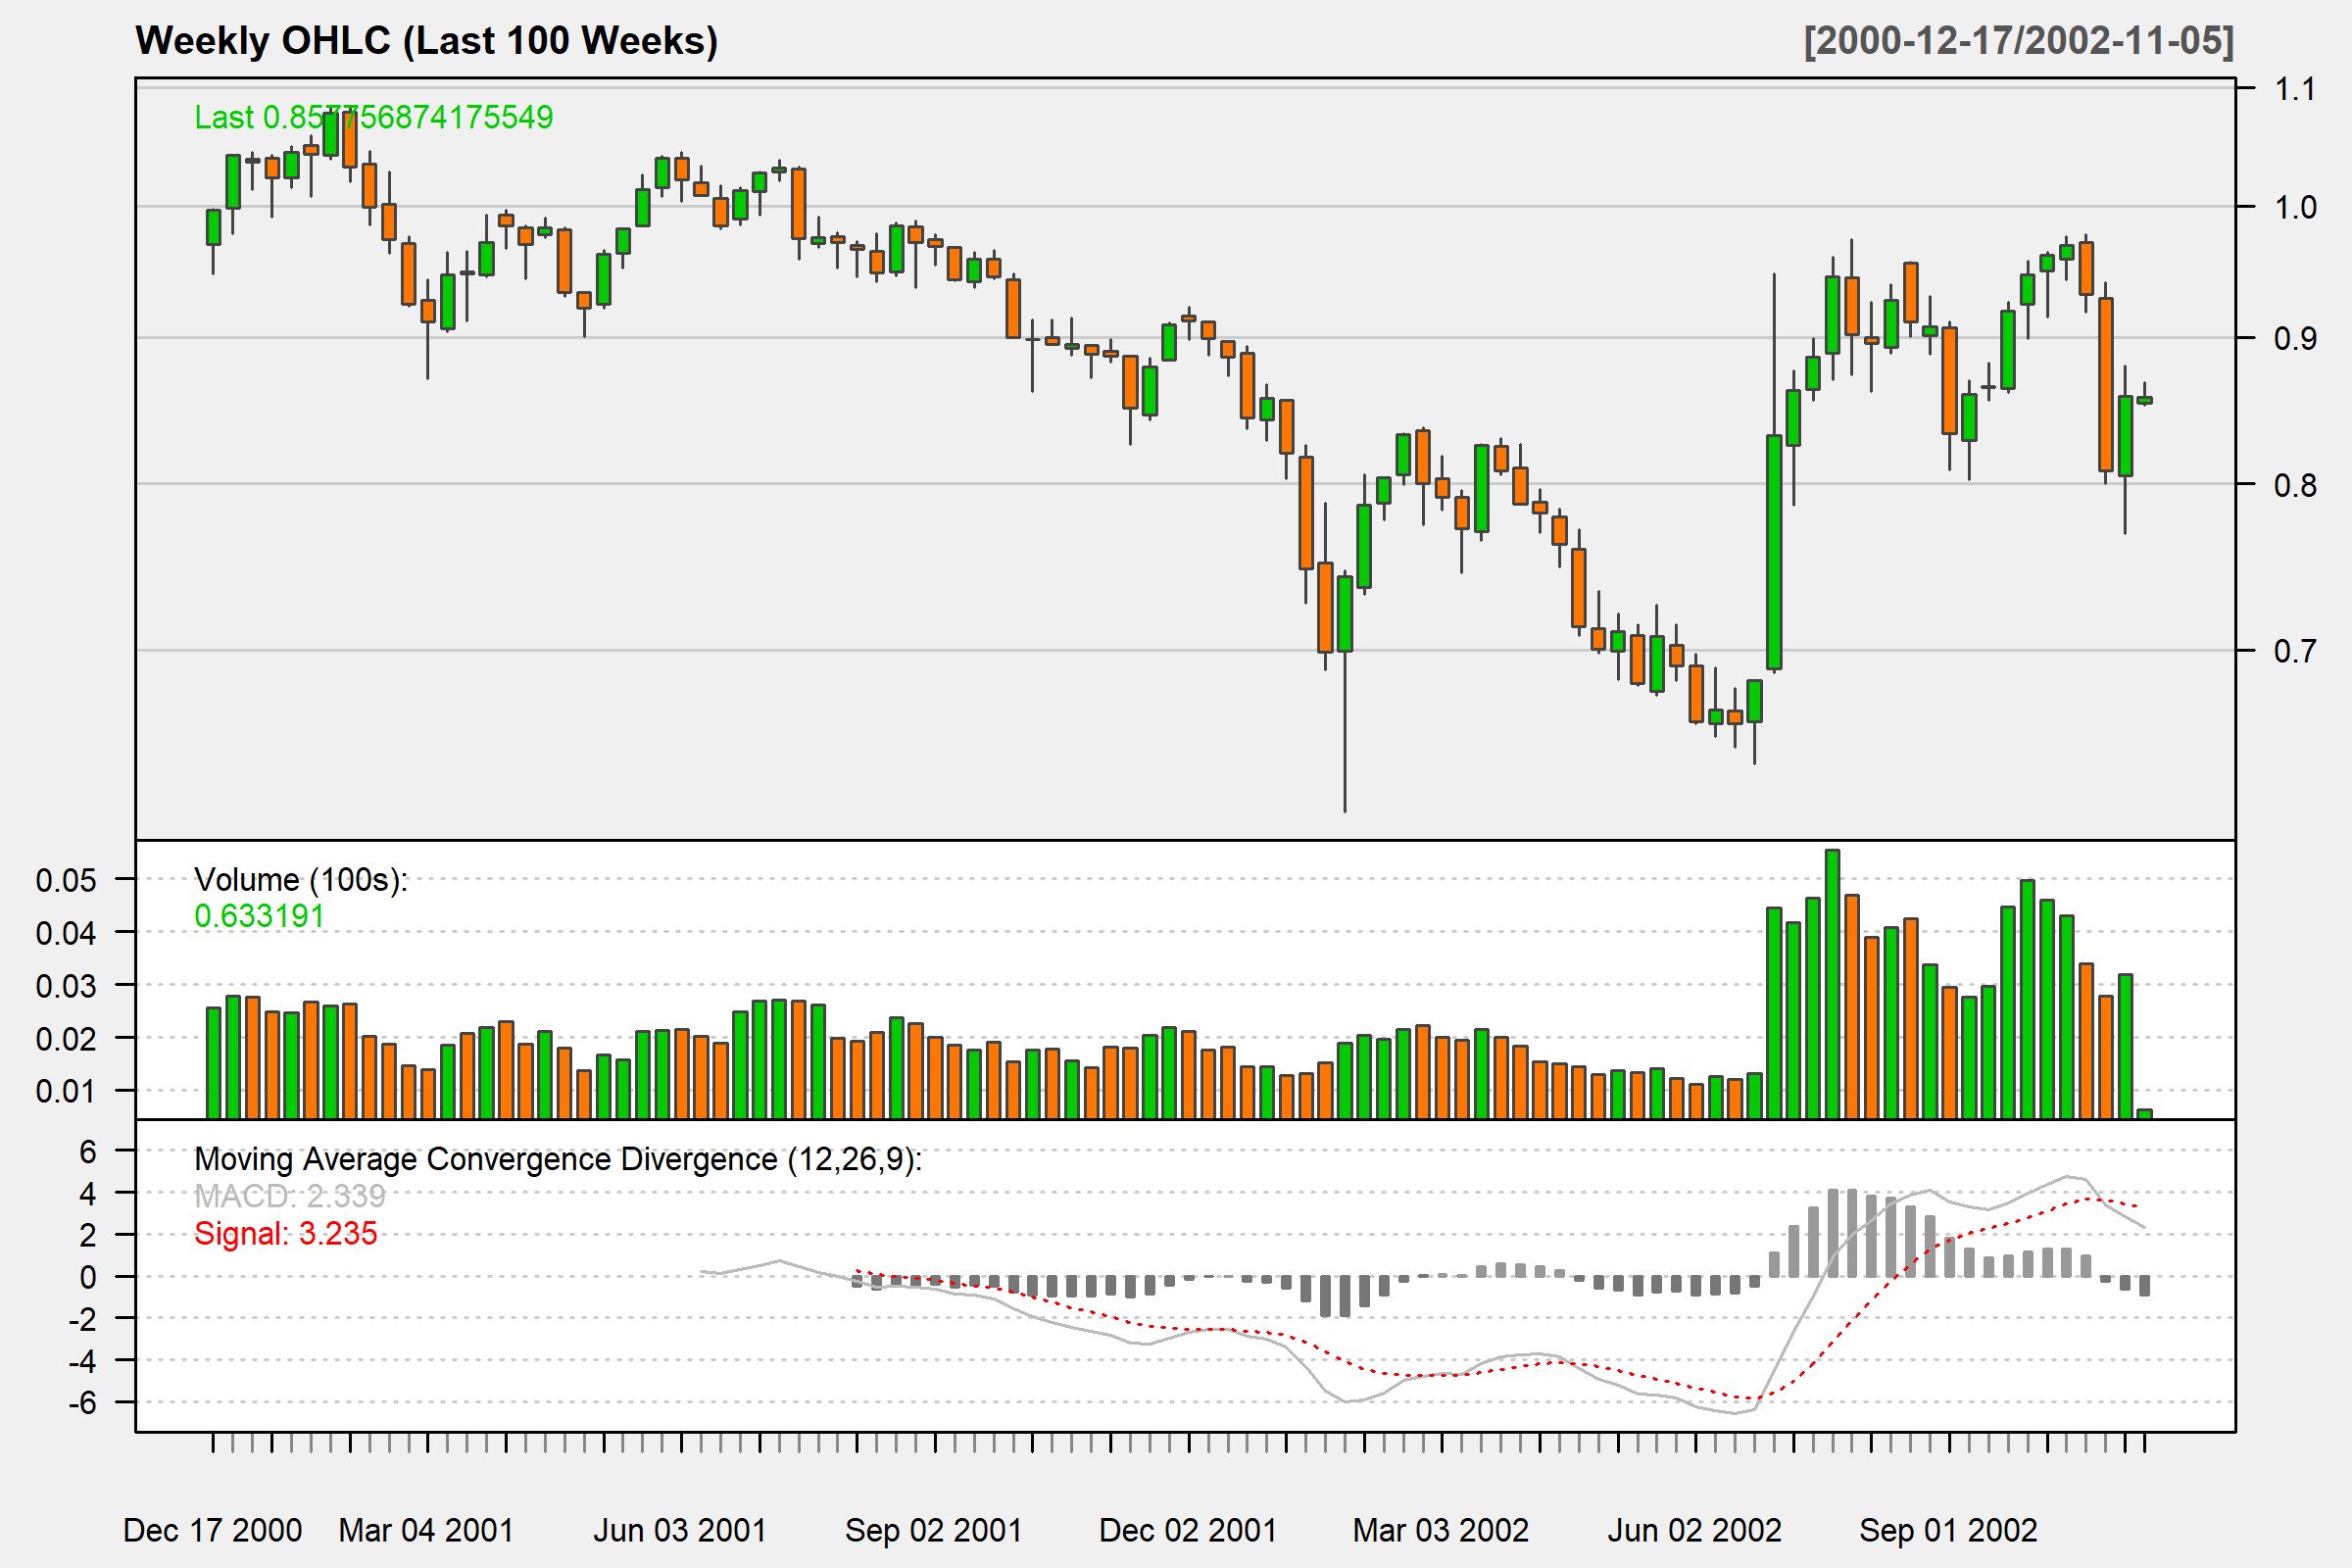 Weekly OHLC (Last 100 Weeks)
[2000-12-17/2002-11-05]
Last 0.857756874175549
1.1
1.0
0.9
0.8
0.7
Volume (100s):
0.633191
0.05
0.04
0.03
0.02
0.01
Moving Average Convergence Divergence (12,26,9):
MACD: 2.339
Signal: 3.235
6
4
2
0
-2
-4
-6
Dec 17 2000 Mar 04 2001 Jun 03 2001 Sep 02 2001 Dec 02 2001 Mar 03 2002 Jun 02 2002 Sep 01 2002